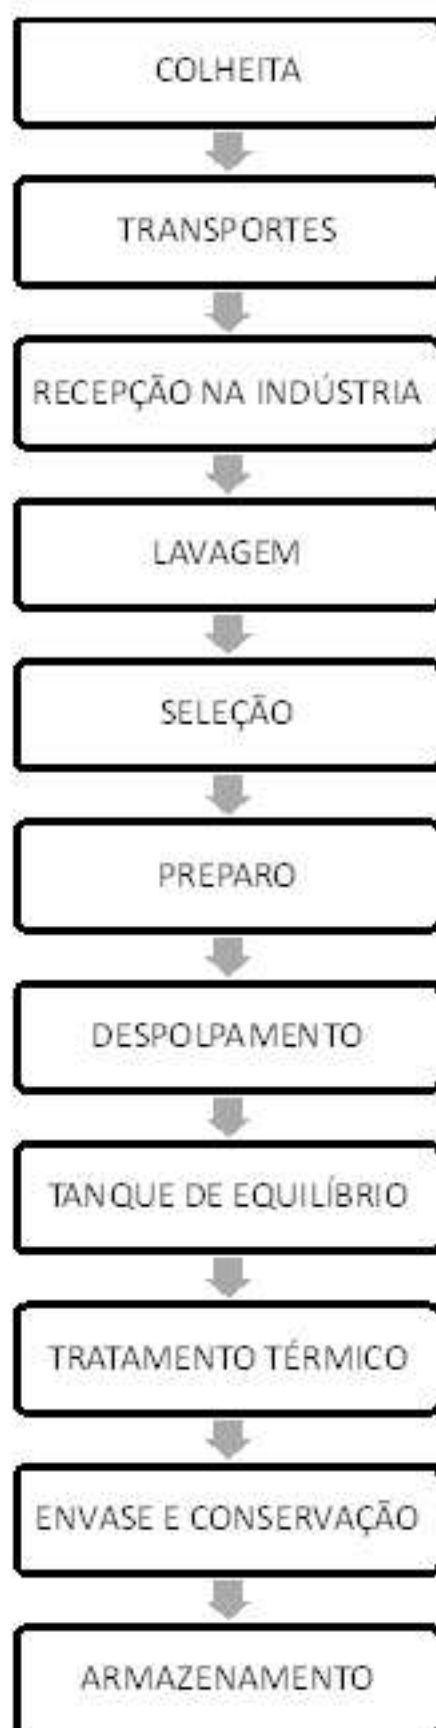 COLHEITA
TRANSPORTES
RECEPÇÃO NA INDÚSTRIA
LAVAGEM
SELEÇÃO
PREPARO
DESPOLPAMENTO
TANQUE DE EQUILÍBRIO
TRATAMENTO TÉRMICO
ENVASE E CONSERVAÇÃO
ARMAZENAMENTO